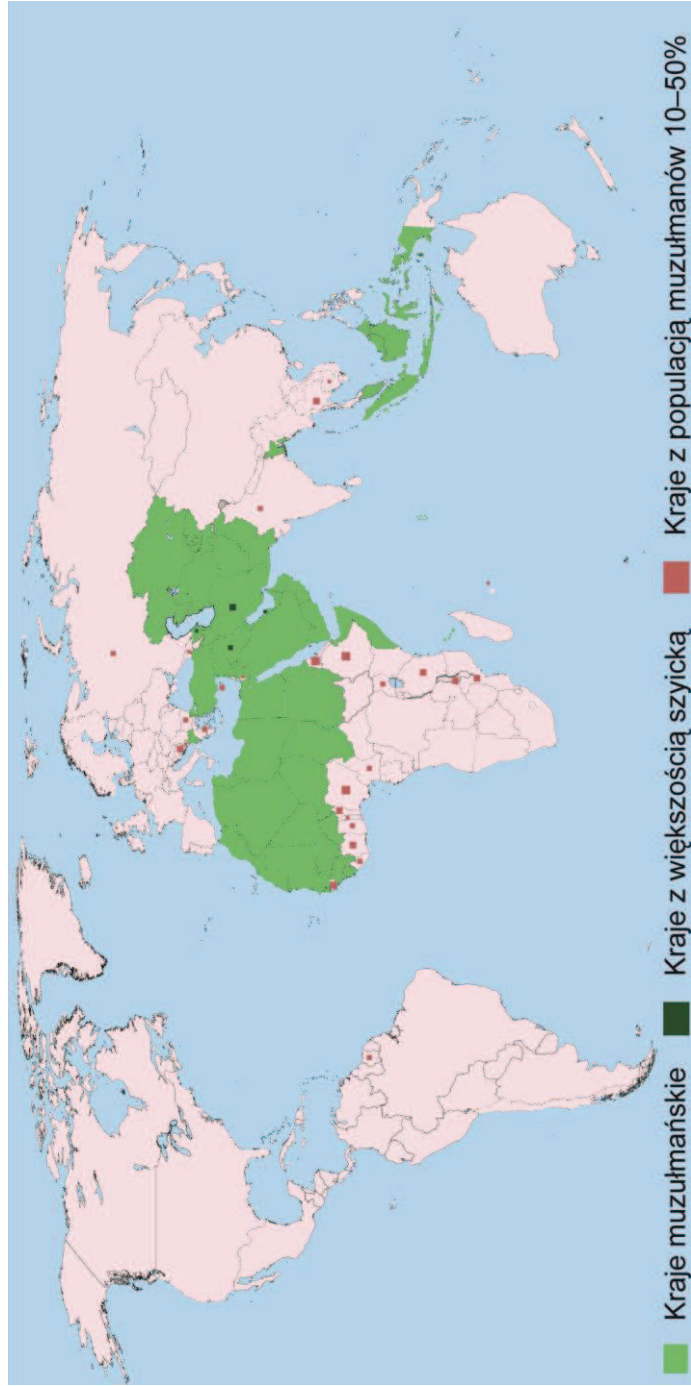 Kraje muzułmańskie
Kraje z większością szyicką
Kraje z populacją muzułmanów 10–50%